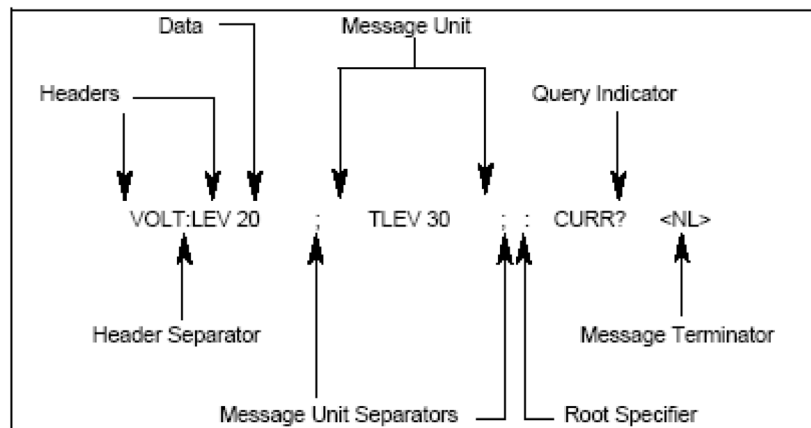 Data Message Unit
Headers Query Indicator
VOLT:LEV 20 ; TLEV 30 ; : CURR? <NL>
Header Separator Message Terminator
Message Unit Separators Root Specifier